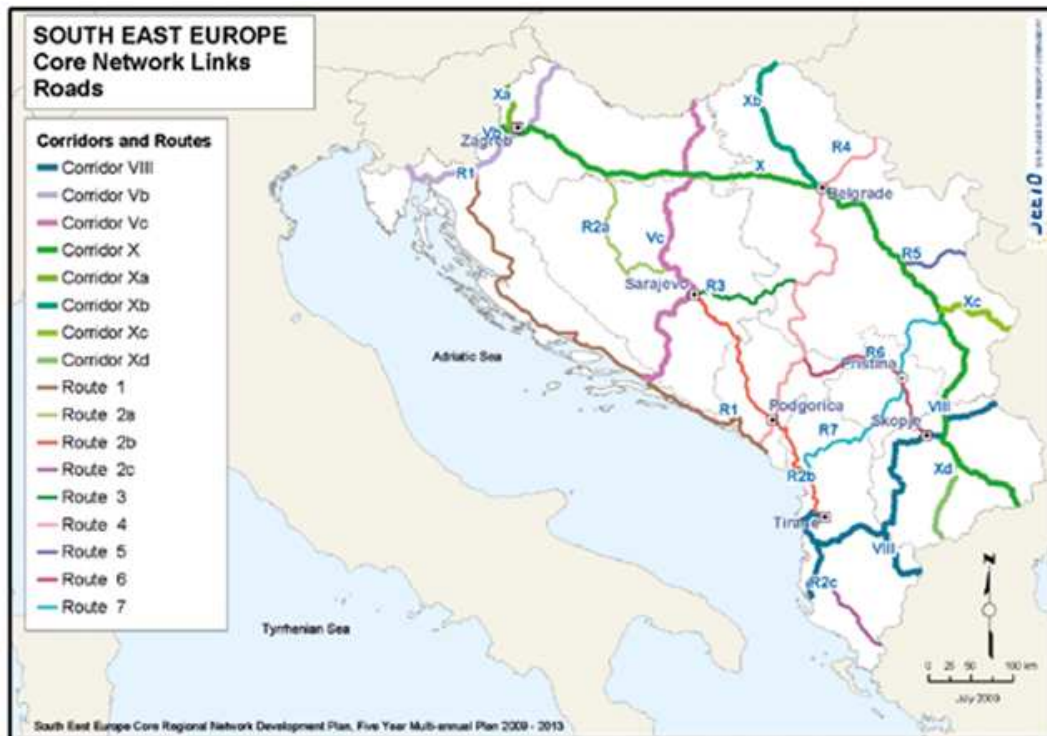 SOUTH EAST EUROPE
Core Network Links
Roads
Corridors and Routes
Corridor VIII
Corridor Vb
Corridor Vc
Corridor X
Corridor Xa
Corridor Xb
Corridor Xc
Corridor Xd
Route 1
Route 2a
Route 2b
Route 2c
Route 3
Route 4
Route 5
Route 6
Route 7
Xa
Vb
Zagreb
R1
Xb
R4
X
Belgrade
R2a
Vc
R5
Sarajevo
R3
Xc
Adriatic Sea
R6
Pristina
R1
Podgorica
VIII
Skopje
R7
Xd
R2b
Tirana
VIII
R2c
Tyrrhenian Sea
N
0 25 50 100 km
July 2009
South East Europe Core Regional Network Development Plan, Five Year Multi-annual Plan 2009 - 2013